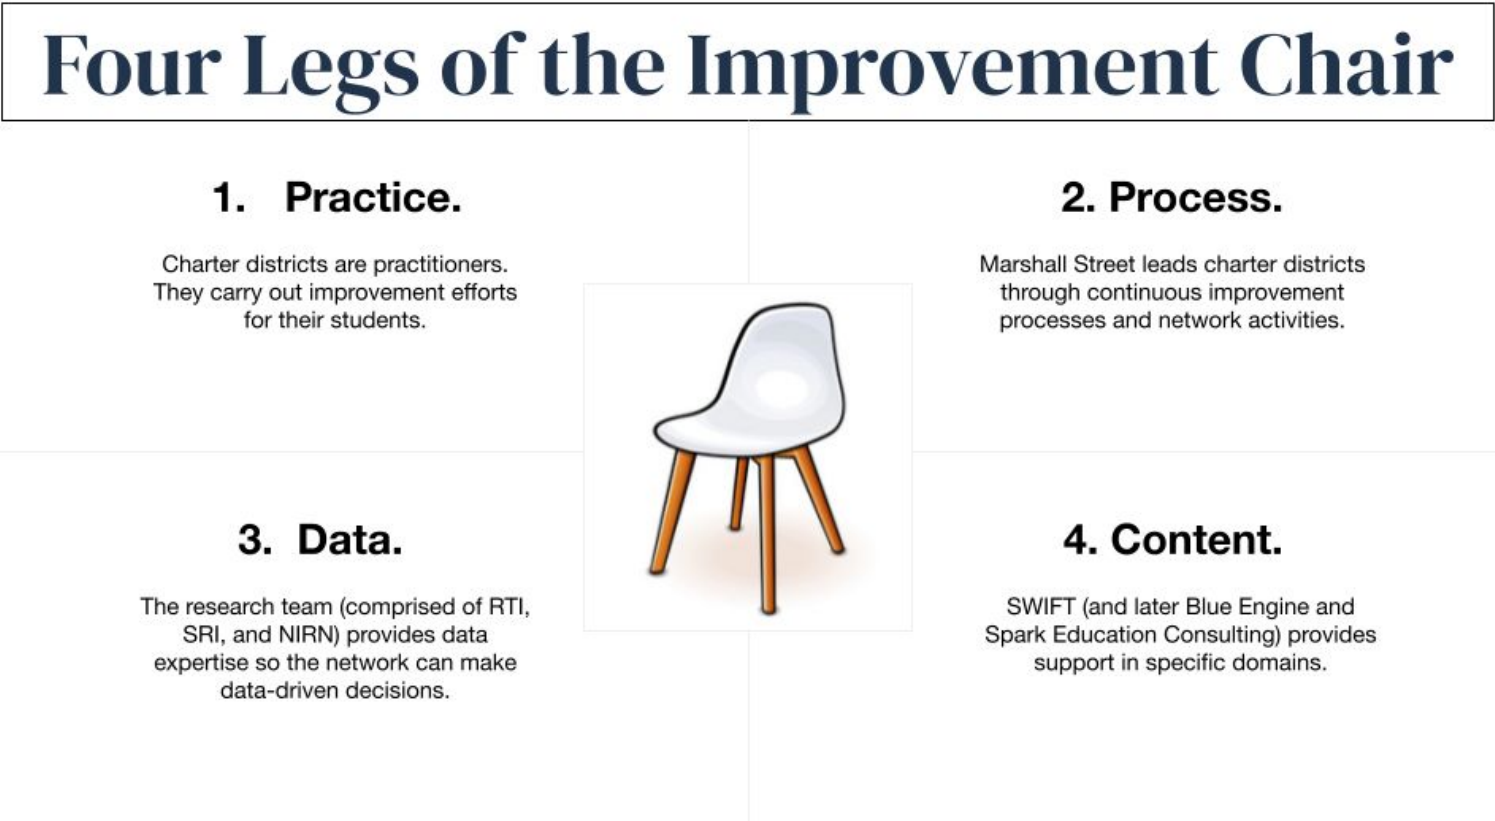 Four Legs of the Improvement Chair
1. Practice.
Charter districts are practitioners.
They carry out improvement efforts
for their students.
2. Process.
Marshall Street leads charter districts
through continuous improvement
processes and network activities.
3. Data.
The research team (comprised of RTI,
SRI, and NIRN) provides data
expertise so the network can make
data-driven decisions.
4. Content.
SWIFT (and later Blue Engine and
Spark Education Consulting) provides
support in specific domains.